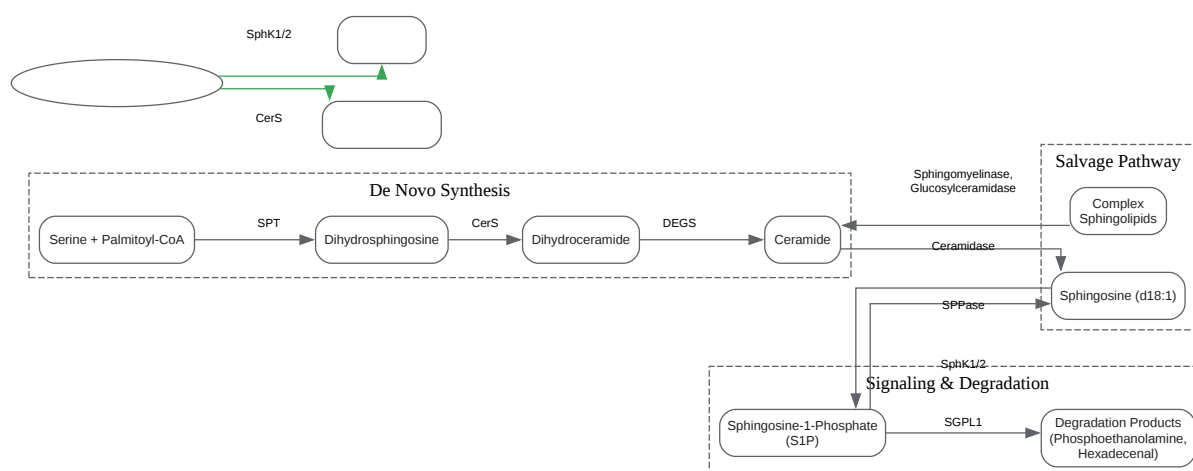 SphK1/2
CerS
Salvage Pathway
Sphingomyelinase,
Glucosylceramidase
De Novo Synthesis
Complex
Sphingolipids
SPT
CerS
DEGS
Serine + Palmitoyl-CoA
Dihydrosphingosine
Dihydroceramide
Ceramide
Ceramidase
Sphingosine (d18:1)
SPPase
SphK1/2
Signaling & Degradation
Sphingosine-1-Phosphate
(S1P)
SGPL1
Degradation Products
(Phosphoethanolamine,
Hexadecenal)